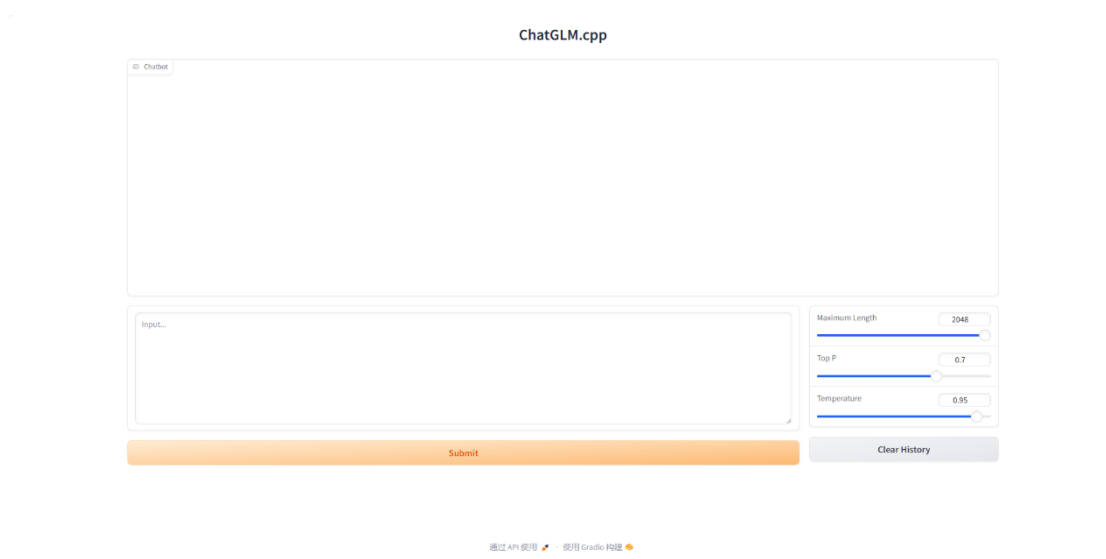 ChatGLM.cpp
Chatbot
Input...
Maximum Length
2048
Top P
0.7
Temperature
0.95
Submit
Clear History
通过 API 使用 🚀 · 使用 Gradio 构建